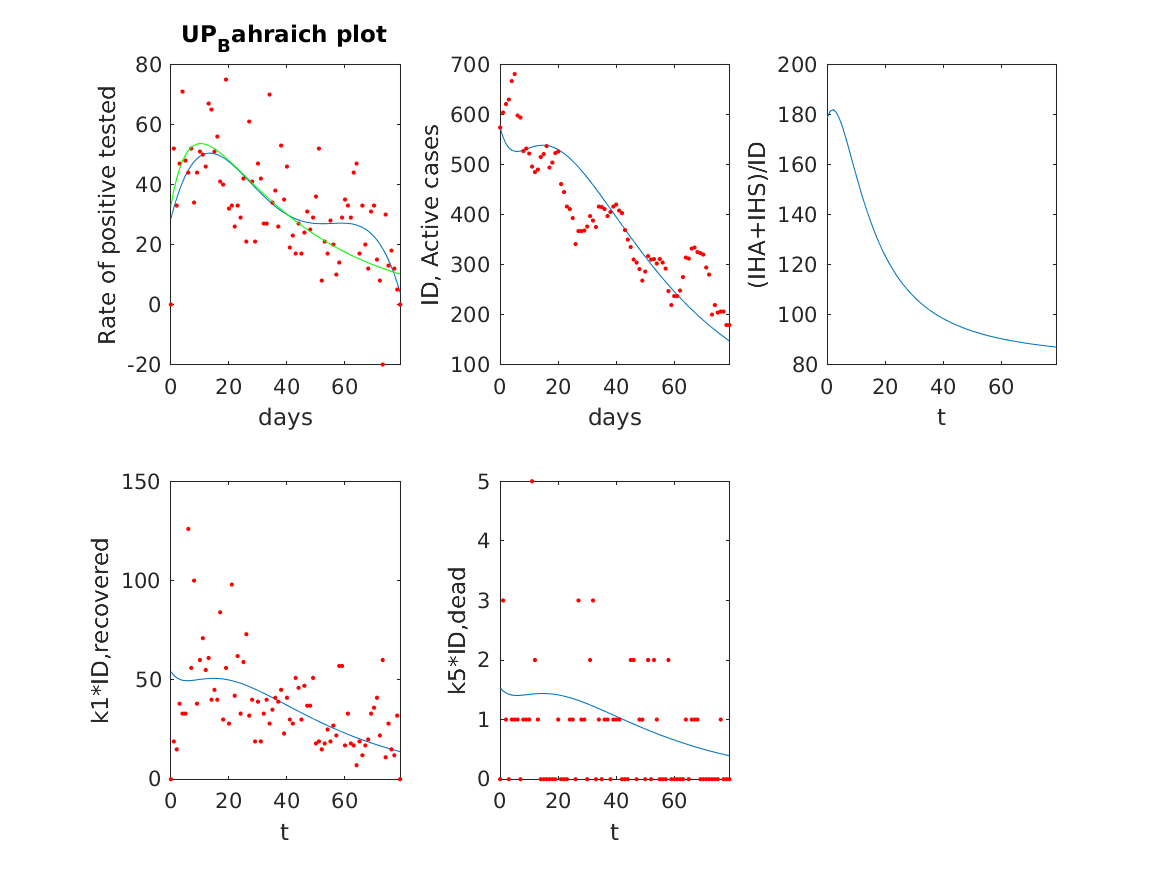 UP_Bahraich plot
80
60
40
20
0
-20
0 20 40 60
Rate of positive tested
days
700
600
500
400
300
200
100
0 20 40 60
ID, Active cases
days
200
180
160
140
120
100
80
0 20 40 60
(IHA+IHS)/ID
t
150
100
50
0
0 20 40 60
k1*ID,recovered
t
5
4
3
2
1
0
0 20 40 60
k5*ID,dead
t